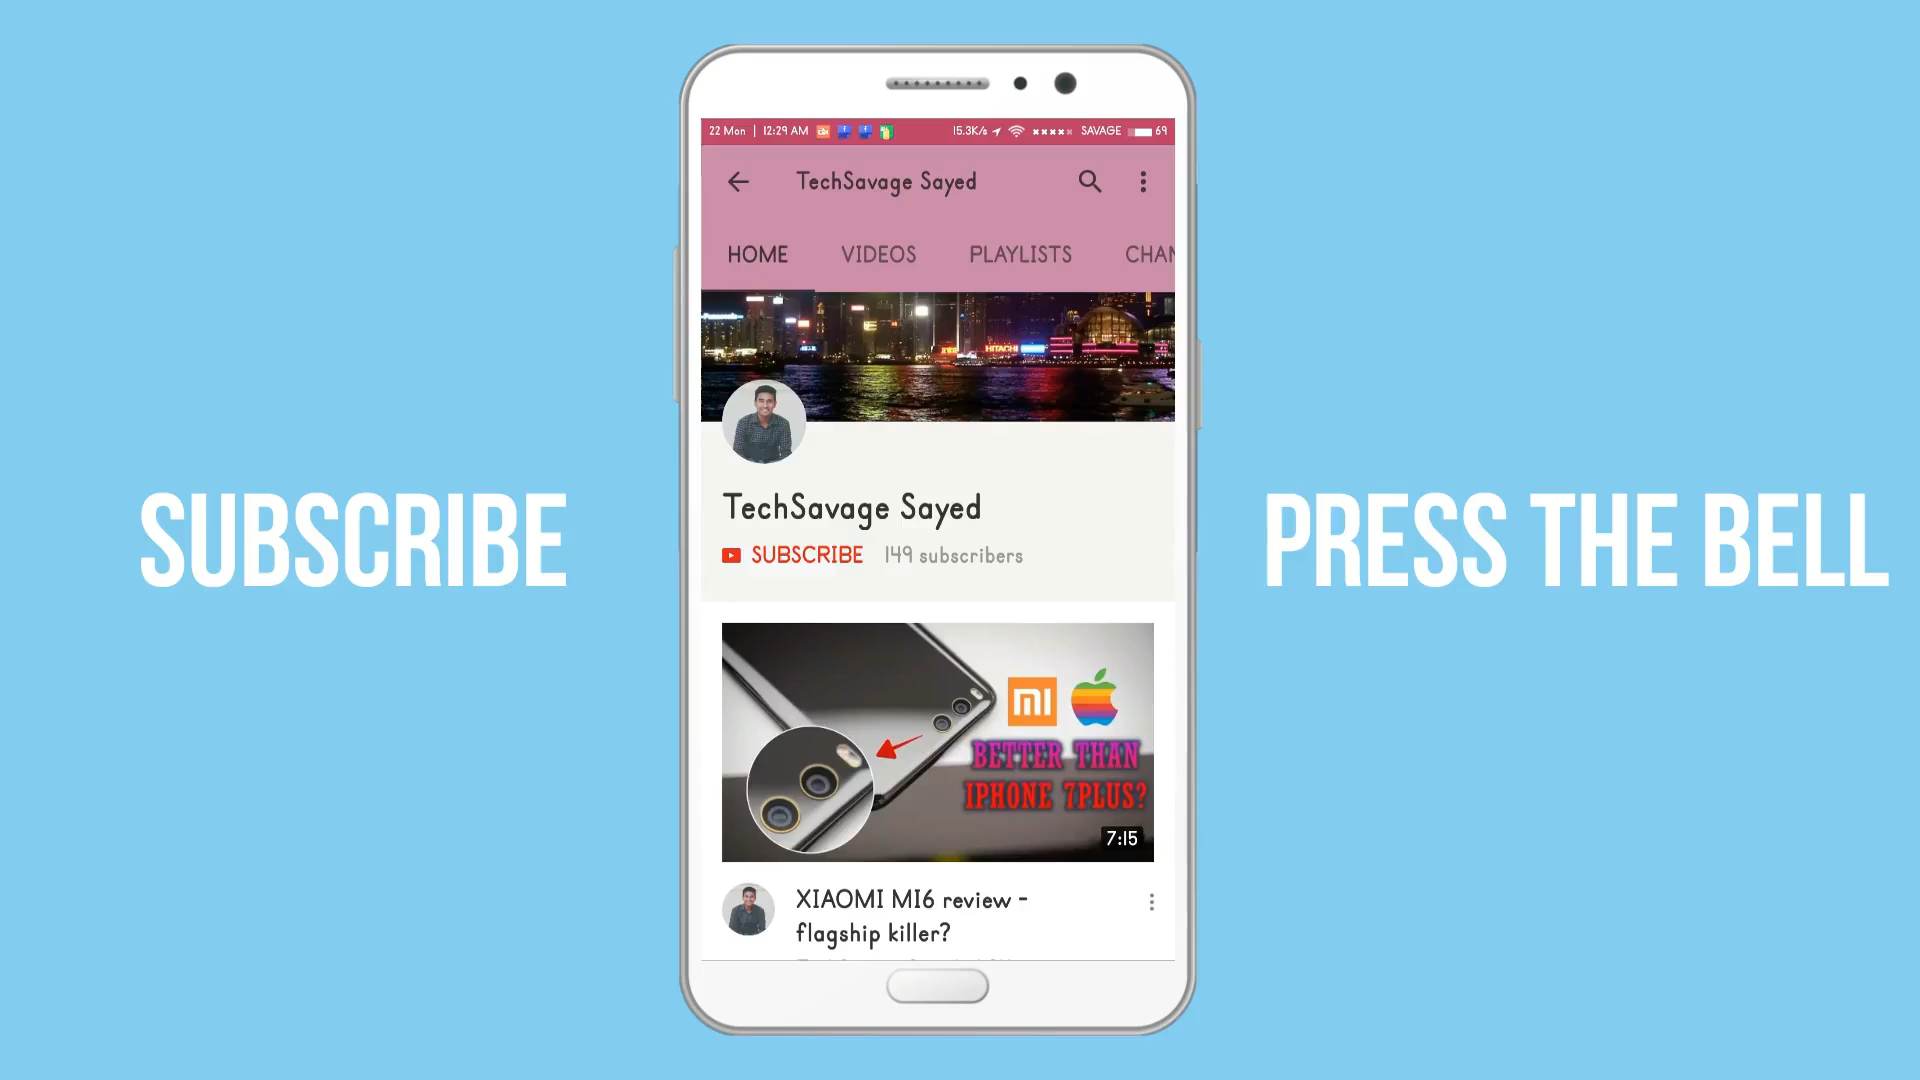 22 Mon | 12:29 AM
15.3K/s SAVAGE 69
TechSavage Sayed
HOME VIDEOS PLAYLISTS CHAN
HITACHI
SUBSCRIBE
PRESS THE BELL
TechSavage Sayed
SUBSCRIBE 149 subscribers
MI
BETTER THAN
IPHONE 7PLUS?
7:15
XIAOMI MI6 review -
flagship killer?